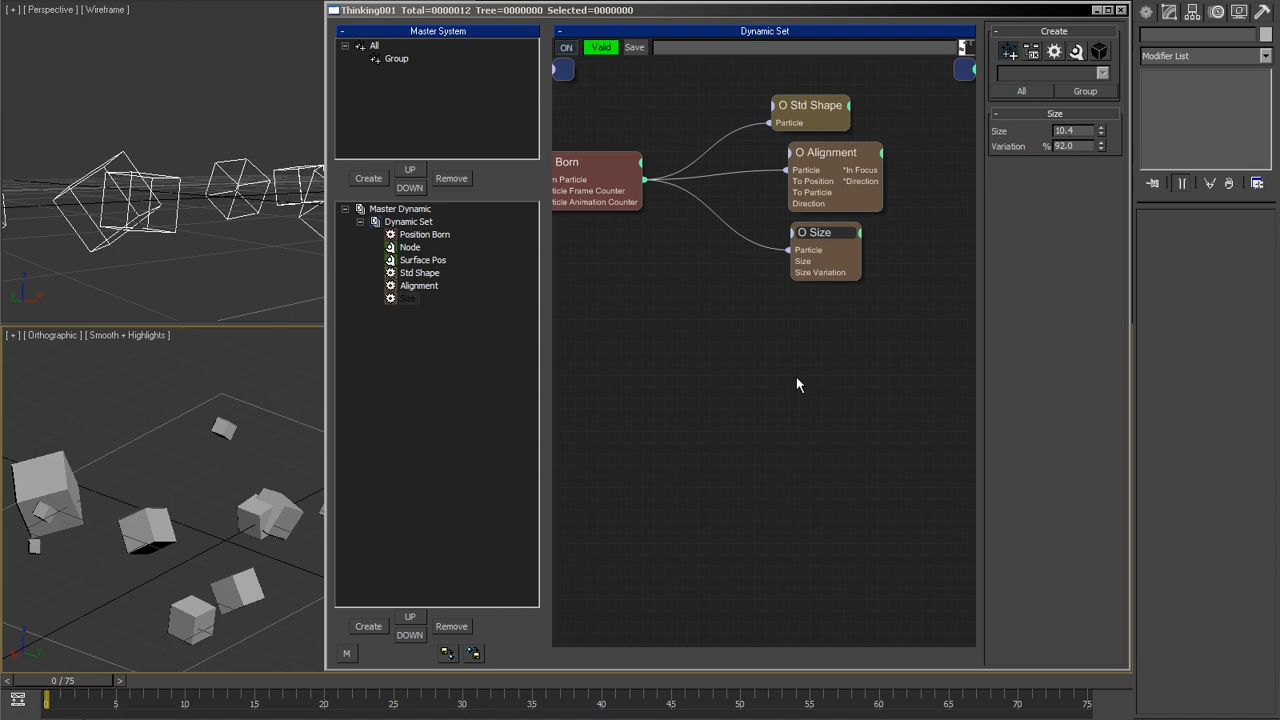 [ + ] [ Perspective ] [ Wireframe ]
Thinking001 Total=0000012 Tree=0000000 Selected=0000000
Master System
All
Group
Create
UP
DOWN
Remove
Master Dynamic
Dynamic Set
Position Born
Node
Surface Pos
Std Shape
Alignment
Size
Create
UP
DOWN
Remove
M
Dynamic Set
ON
Valid
Save
Born
n Particle
ticle Frame Counter
ticle Animation Counter
O Std Shape
Particle
O Alignment
Particle *In Focus
To Position *Direction
To Particle
Direction
O Size
Particle
Size
Size Variation
Create
All
Group
Size
Size 10.4
Variation % 92.0
Modifier List
[ + ] [ Orthographic ] [ Smooth + Highlights ]
x
z
y
< 0 / 75 >
0 5 10 15 20 25 30 35 40 45 50 55 60 65 70 75